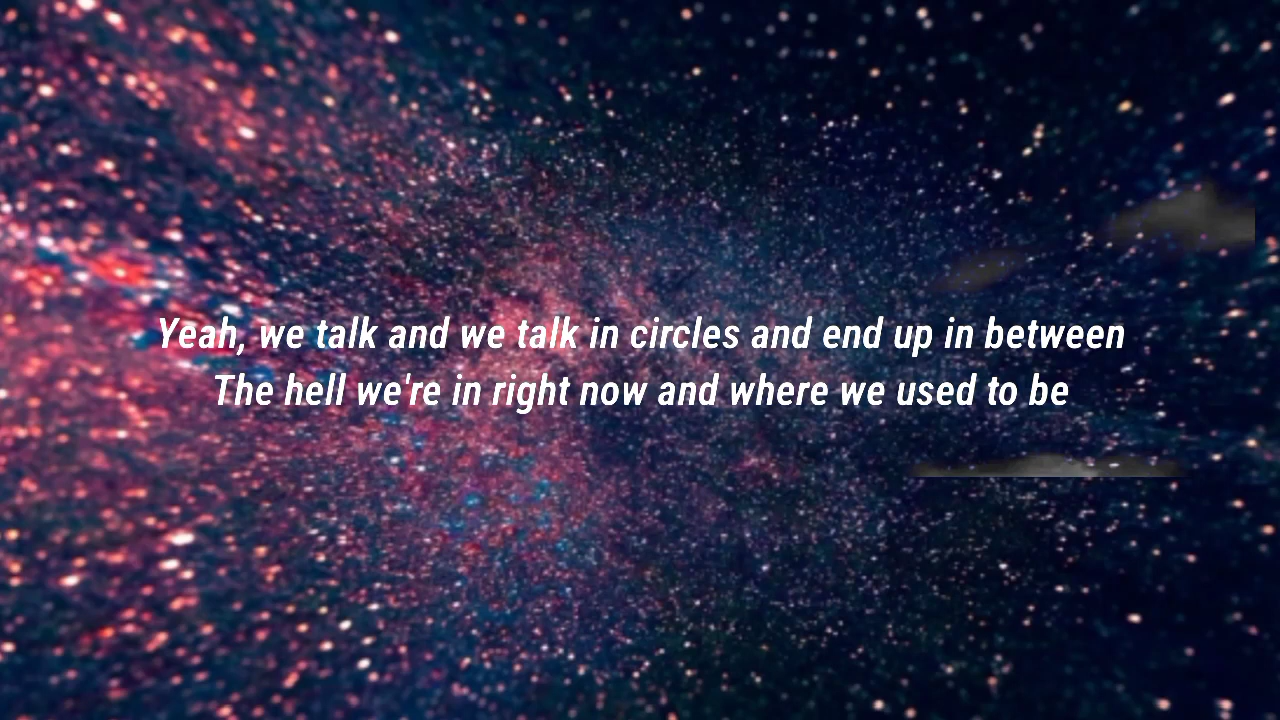 Yeah, we talk and we talk in circles and end up in between
The hell we're in right now and where we used to be